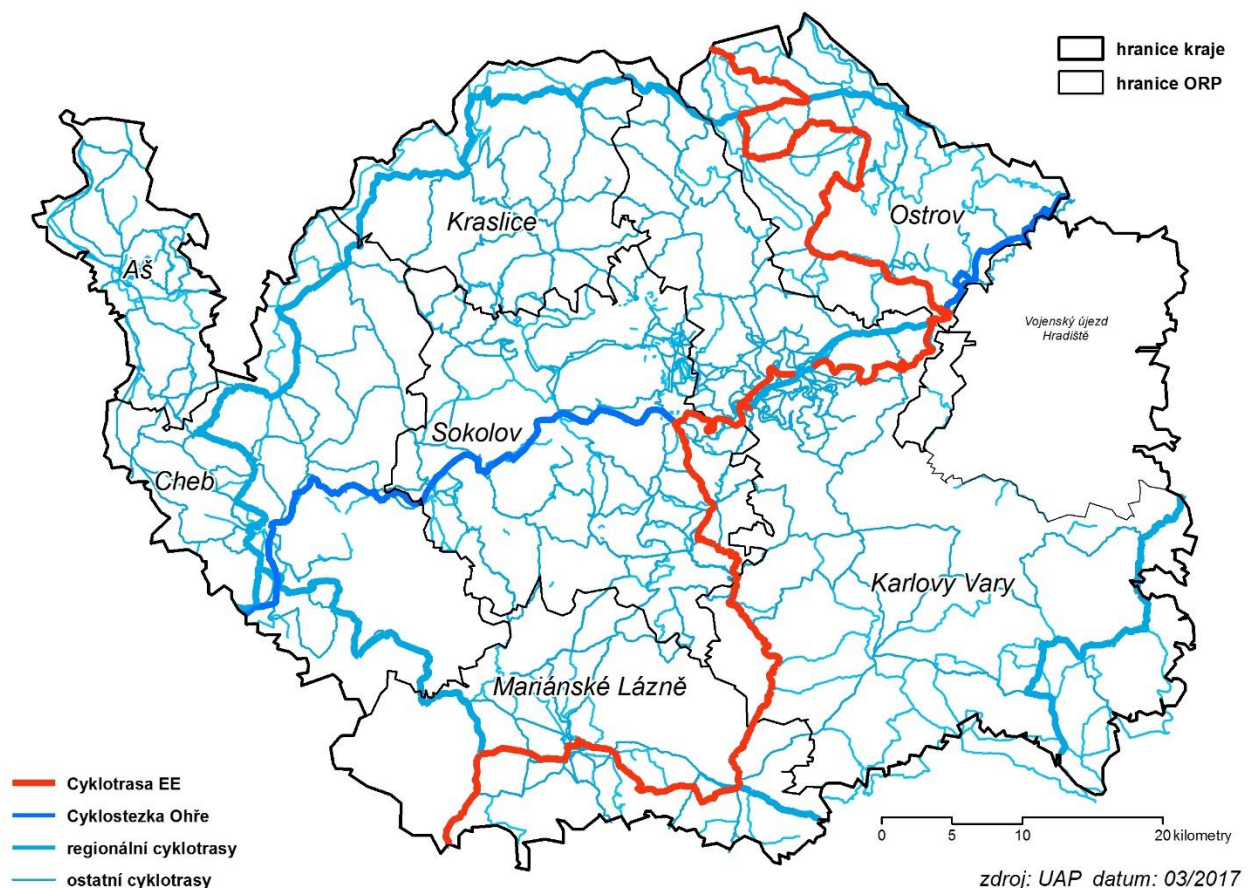 hranice kraje
hranice ORP
Kraslice
Ostrov
Aš
Vojenský újezd
Hradiště
Sokolov
Cheb
Karlovy Vary
Mariánské Lázně
Cyklotrasa EE
Cyklostezka Ohře
regionální cyklotrasy
ostatní cyklotrasy
0 5 10 20 kilometry
zdroj: UAP datum: 03/2017